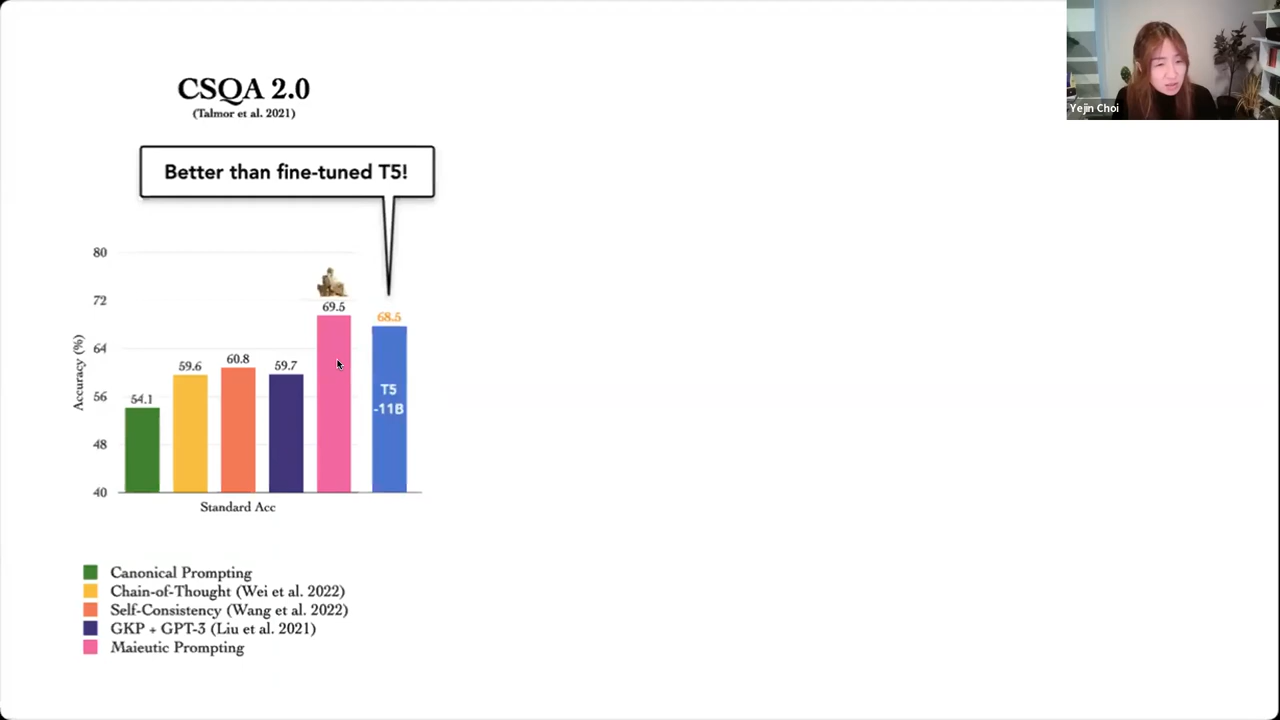 Yejin Choi
CSQA 2.0
(Talmor et al. 2021)
Better than fine-tuned T5!
80
72
64
56
48
40
Accuracy (%)
54.1
59.6
60.8
59.7
69.5
68.5
T5
-11B
Standard Acc
Canonical Prompting
Chain-of-Thought (Wei et al. 2022)
Self-Consistency (Wang et al. 2022)
GKP + GPT-3 (Liu et al. 2021)
Maieutic Prompting